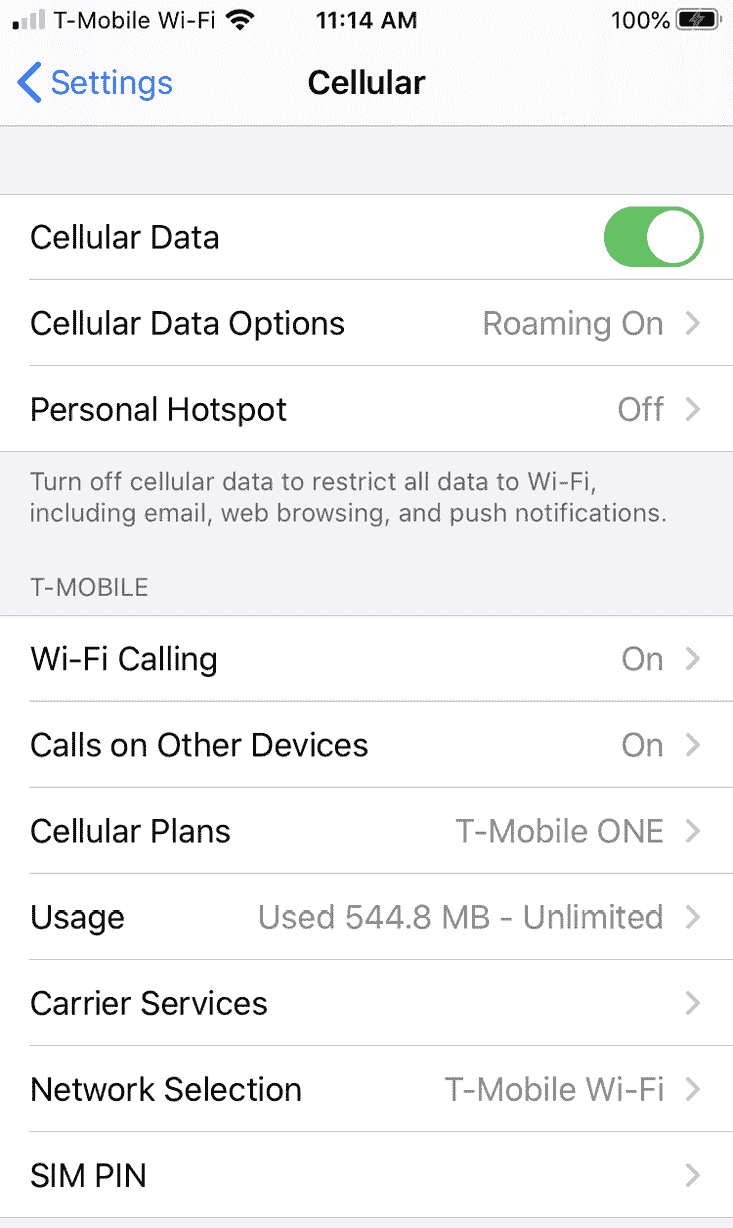 T-Mobile Wi-Fi 11:14 AM 100%
Settings Cellular
Cellular Data
Cellular Data Options Roaming On
Personal Hotspot Off
Turn off cellular data to restrict all data to Wi-Fi,
including email, web browsing, and push notifications.
T-MOBILE
Wi-Fi Calling On
Calls on Other Devices On
Cellular Plans T-Mobile ONE
Usage Used 544.8 MB - Unlimited
Carrier Services
Network Selection T-Mobile Wi-Fi
SIM PIN